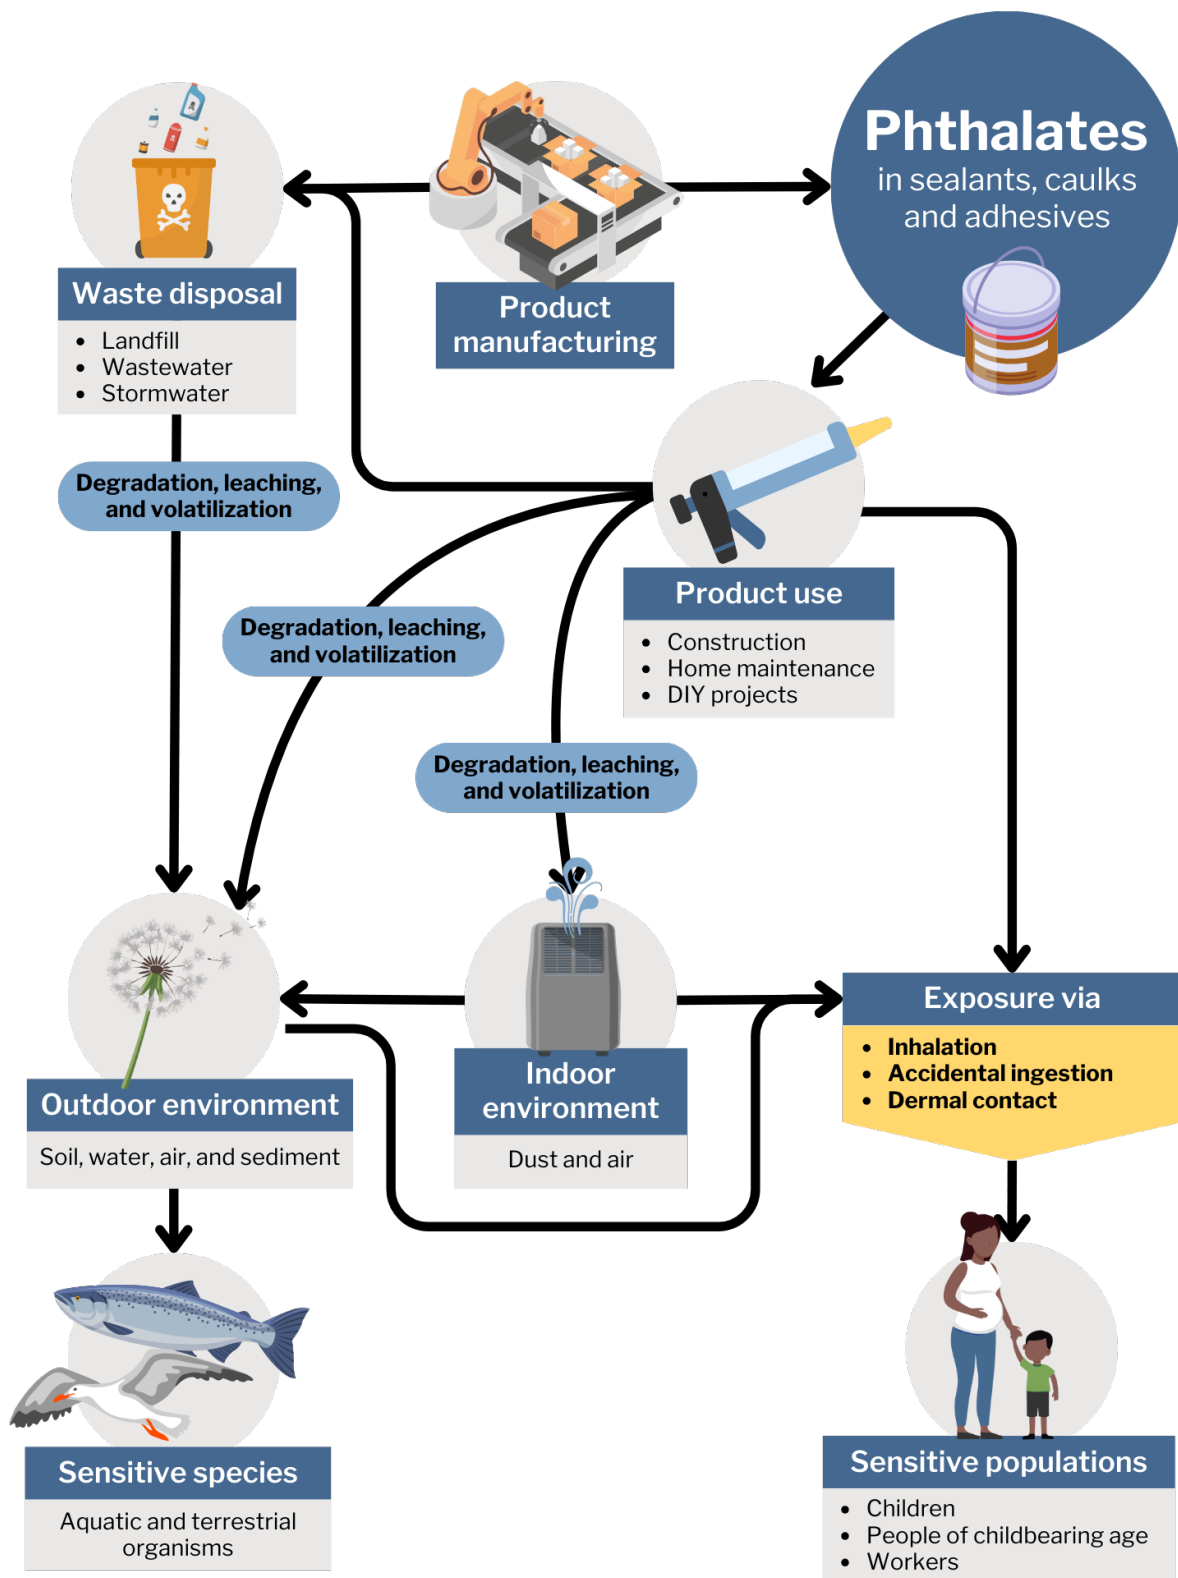 Phthalates
in sealants, caulks
and adhesives
Waste disposal
• Landfill
• Wastewater
• Stormwater
Product
manufacturing
Degradation, leaching,
and volatilization
Product use
• Construction
• Home maintenance
• DIY projects
Degradation, leaching,
and volatilization
Degradation, leaching,
and volatilization
Outdoor environment
Soil, water, air, and sediment
Indoor
environment
Dust and air
Exposure via
• Inhalation
• Accidental ingestion
• Dermal contact
Sensitive species
Aquatic and terrestrial
organisms
Sensitive populations
• Children
• People of childbearing age
• Workers